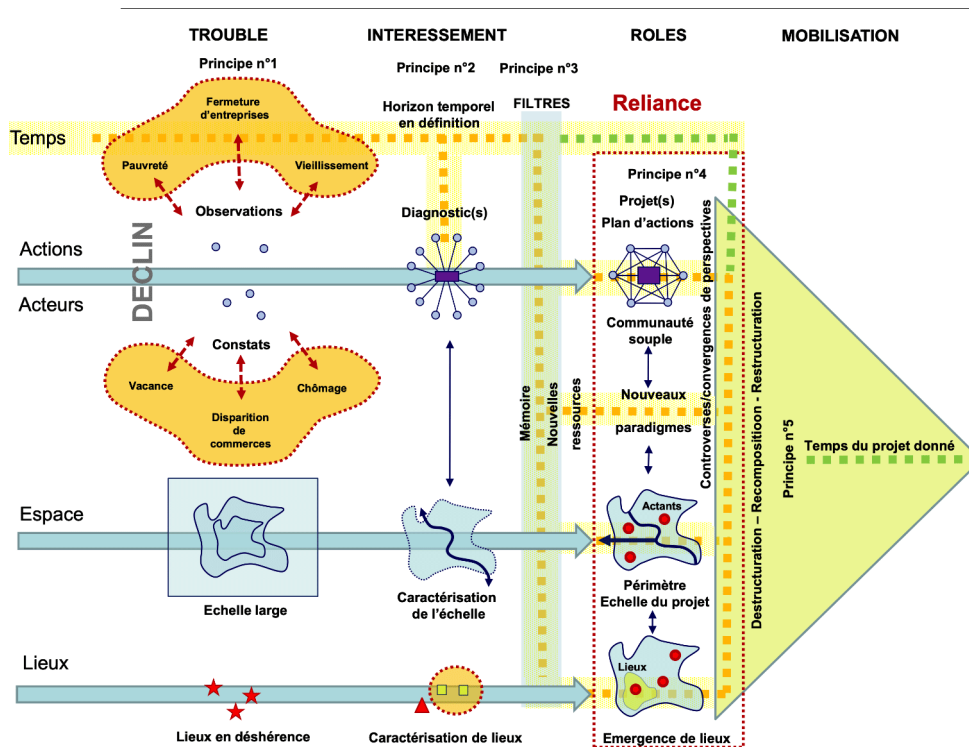 TROUBLE
INTERESSEMENT
ROLES
MOBILISATION
Principe n°1
Principe n°2
Principe n°3
Fermeture
d'entreprises
Horizon temporel
en définition
FILTRES
Reliance
Temps
Pauvreté
Vieillissement
Principe n°4
Projet(s)
Plan d'actions
Observations
Diagnostic(s)
Actions
Acteurs
DECLIN
Communauté
souple
Constats
Vacance
Chômage
Disparition
de
commerces
Mémoire
Nouvelles
ressources
Nouveaux
paradigmes
Controverses/convergences de perspectives
Destructuration – Recompositioon - Restructuration
Principe n°5
Temps du projet donné
Espace
Actants
Echelle large
Caractérisation
de l'échelle
Périmètre
Echelle du projet
Lieux
Lieux
Lieux en déshérence
Caractérisation de lieux
Emergence de lieux